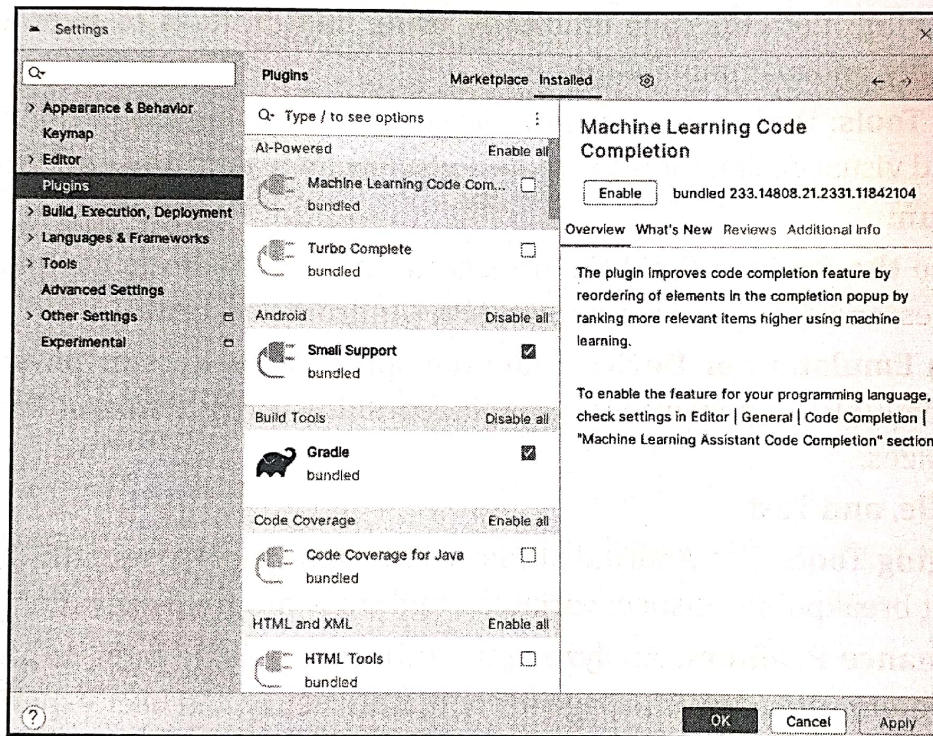 Settings
Plugins
Marketplace Installed
Appearance & Behavior
Keymap
Editor
Plugins
Build, Execution, Deployment
Languages & Frameworks
Tools
Advanced Settings
Other Settings
Experimental
Type / to see options
AI-Powered Enable all
Machine Learning Code Com...
bundled
Turbo Complete
bundled
Android Disable all
Smali Support
bundled
Build Tools Disable all
Gradle
bundled
Code Coverage Enable all
Code Coverage for Java
bundled
HTML and XML Enable all
HTML Tools
bundled
Machine Learning Code
Completion
Enable bundled 233.14808.21.2331.11842104
Overview What's New Reviews Additional Info
The plugin improves code completion feature by
reordering of elements in the completion popup by
ranking more relevant items higher using machine
learning.
To enable the feature for your programming language,
check settings in Editor | General | Code Completion |
"Machine Learning Assistant Code Completion" section
? OK Cancel Apply